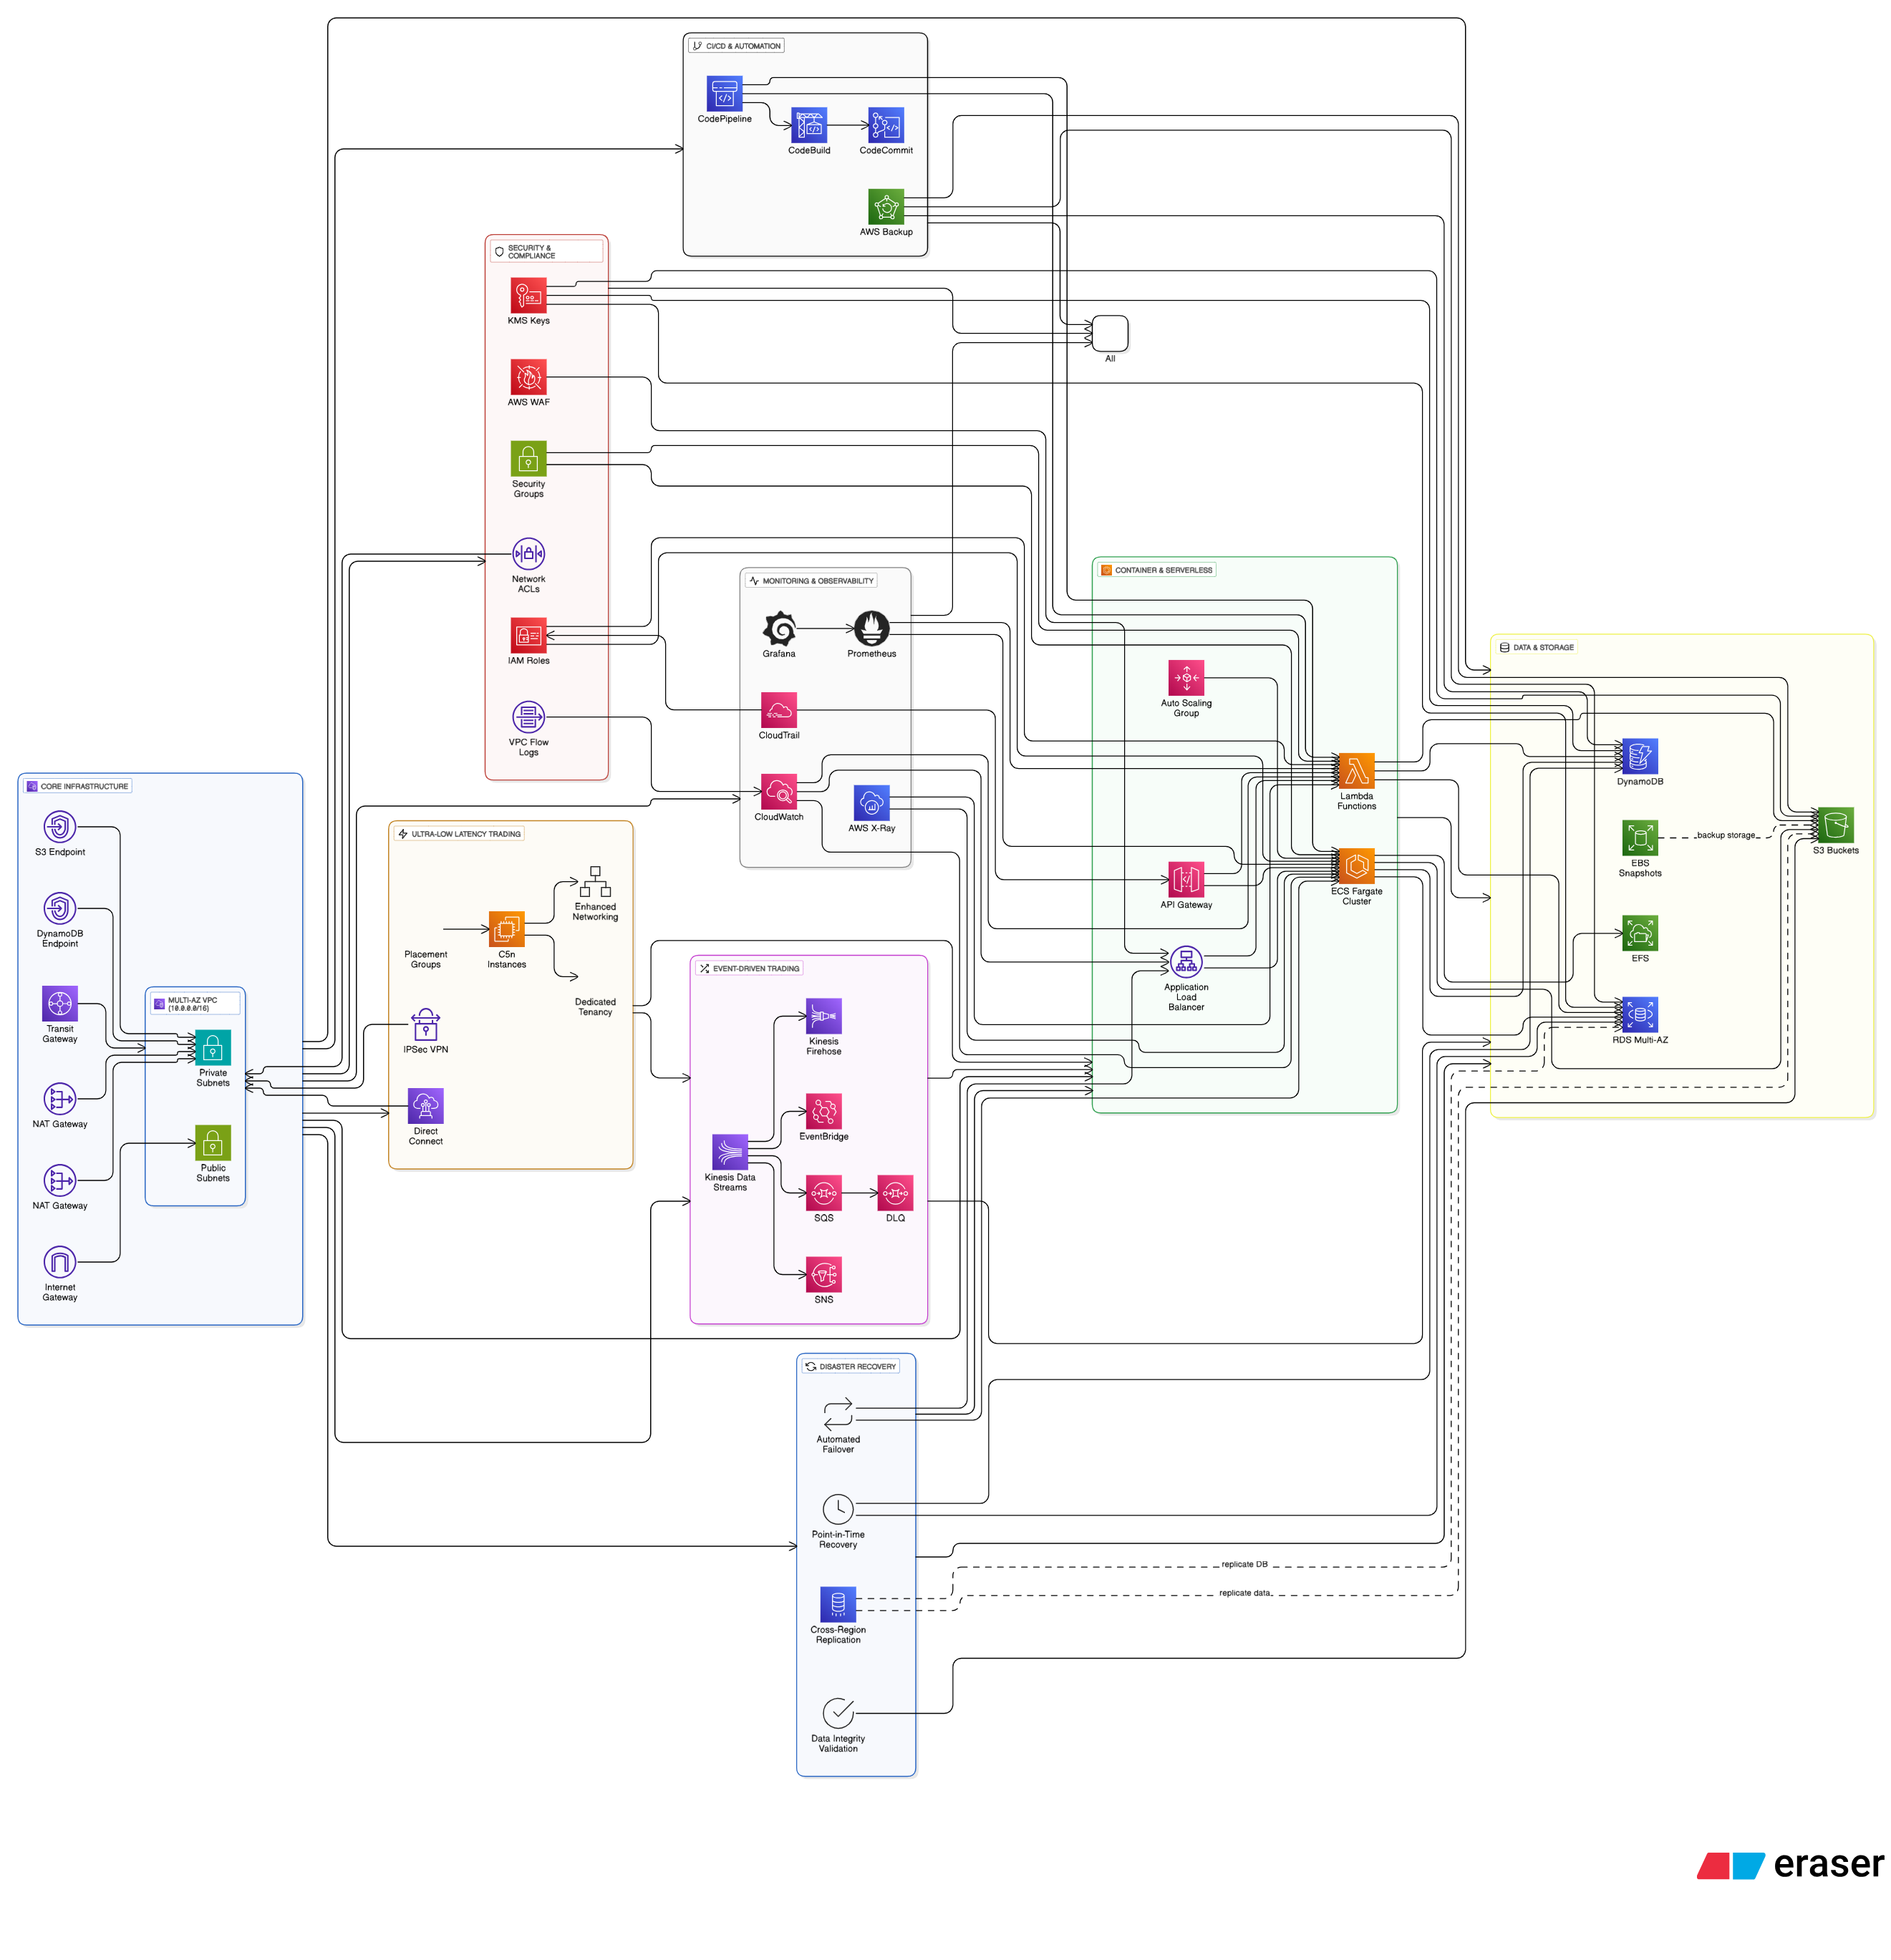 CI/CD & AUTOMATION
CodePipeline
CodeBuild
CodeCommit
AWS Backup
SECURITY &
COMPLIANCE
KMS Keys
AWS WAF
Security
Groups
Network
ACLs
IAM Roles
VPC Flow
Logs
All
MONITORING & OBSERVABILITY
Grafana
Prometheus
CloudTrail
CloudWatch
AWS X-Ray
CONTAINER & SERVERLESS
Auto Scaling
Group
Lambda
Functions
API Gateway
ECS Fargate
Cluster
Application
Load
Balancer
DATA & STORAGE
DynamoDB
EBS
Snapshots
backup storage
S3 Buckets
EFS
RDS Multi-AZ
CORE INFRASTRUCTURE
S3 Endpoint
DynamoDB
Endpoint
Transit
Gateway
NAT Gateway
NAT Gateway
Internet
Gateway
MULTI-AZ VPC
(10.0.0.0/16)
Private
Subnets
Public
Subnets
ULTRA-LOW LATENCY TRADING
Enhanced
Networking
Placement
Groups
C5n
Instances
Dedicated
Tenancy
IPSec VPN
Direct
Connect
EVENT-DRIVEN TRADING
Kinesis
Firehose
EventBridge
Kinesis Data
Streams
SQS
DLQ
SNS
DISASTER RECOVERY
Automated
Failover
Point-in-Time
Recovery
replicate DB
replicate data
Cross-Region
Replication
Data Integrity
Validation
eraser